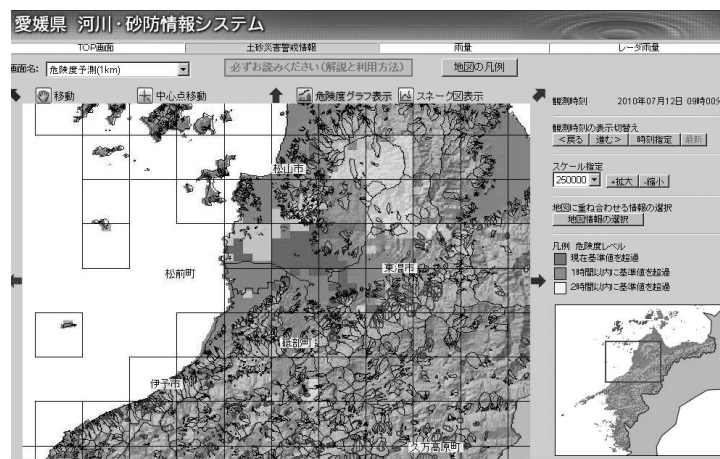 愛媛県 河川・砂防情報システム
TOP画面 土砂災害警戒情報 雨量 レーダ雨量
画面名: 危険度予測(1km) 必ずお読みください(解説と利用方法) 地図の凡例
移動 中心点移動 危険度グラフ表示 スネーク図表示
観測時刻 2010年07月12日 09時00分
観測時刻の表示切替え
<戻る 進む> 時刻指定 最新
スケール指定
250000 +拡大 -縮小
地図に重ね合わせる情報の選択
地図情報の選択
凡例 危険度レベル
現在基準値を超過
1時間以内に基準値を超過
2時間以内に基準値を超過
松山市
松前町
東温市
砥部町
伊予市
久万高原町